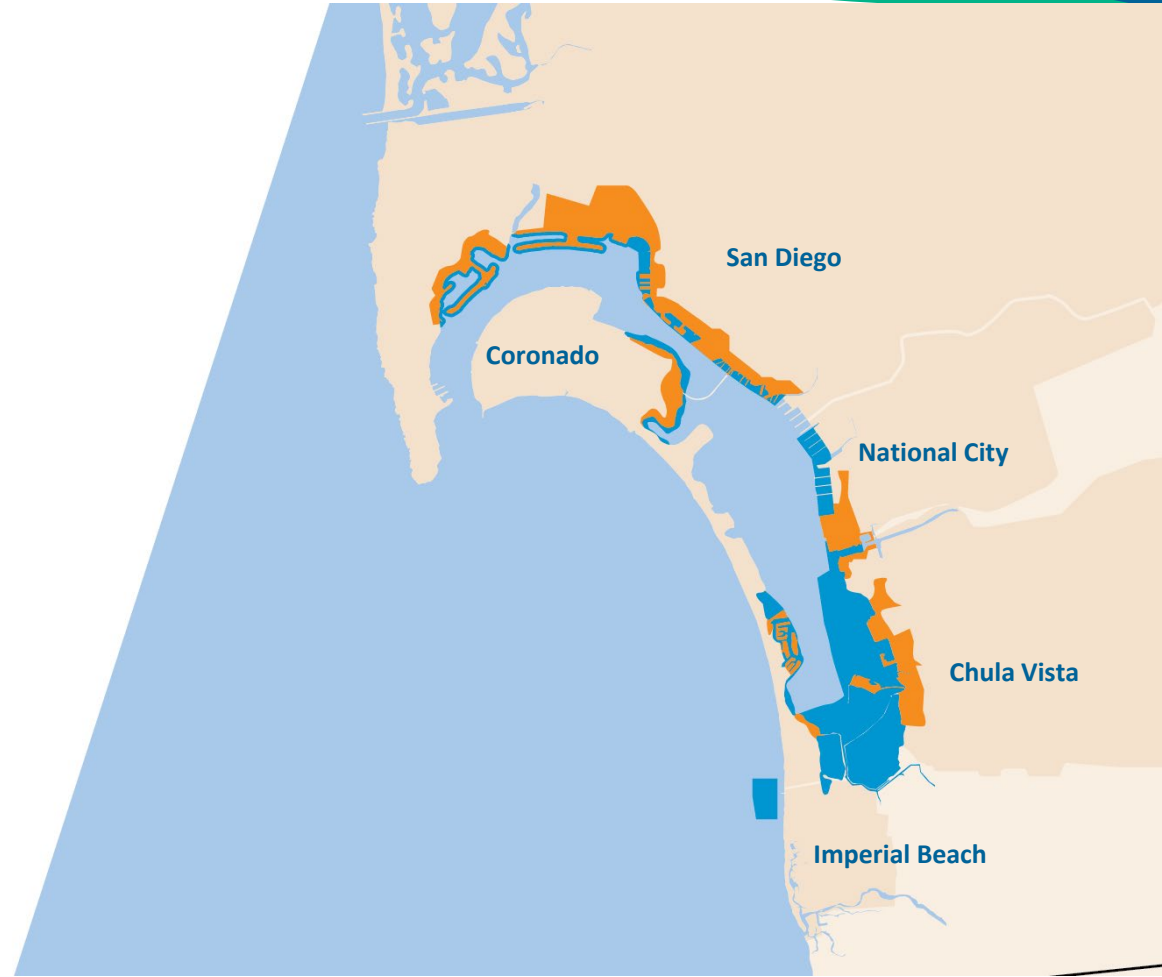 San Diego
Coronado
National City
Chula Vista
Imperial Beach